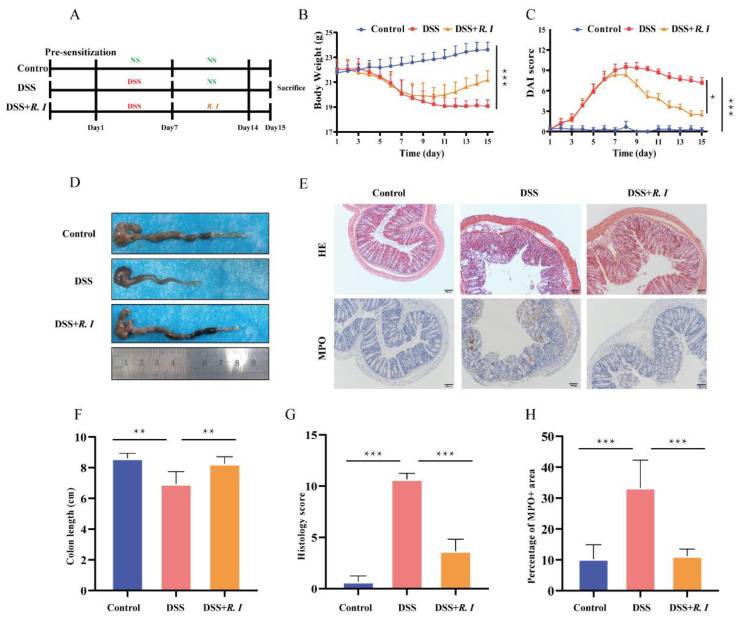 A
Pre-sensitization
Contro
NS
NS
DSS
DSS
NS
Sacrifice
DSS+R. I
DSS
R. I
Day1
Day7
Day14
Day15
B
Control
DSS
DSS+R. I
Body Weight (g)
25
23
21
19
17
1
3
5
7
9
11
13
15
Time (day)
***
C
Control
DSS
DSS+R. I
DAI score
12
9
6
3
0
1
3
5
7
9
11
13
15
Time (day)
*
***
D
Control
DSS
DSS+R. I
1 2 3 4 5 6 7 8 9
E
Control
DSS
DSS+R. I
HE
MPO
F
Colon length (cm)
10
8
6
4
2
0
**
**
Control
DSS
DSS+R. I
G
Histology score
15
10
5
0
***
***
Control
DSS
DSS+R. I
H
Percentage of MPO+ area
50
40
30
20
10
0
***
***
Control
DSS
DSS+R. I